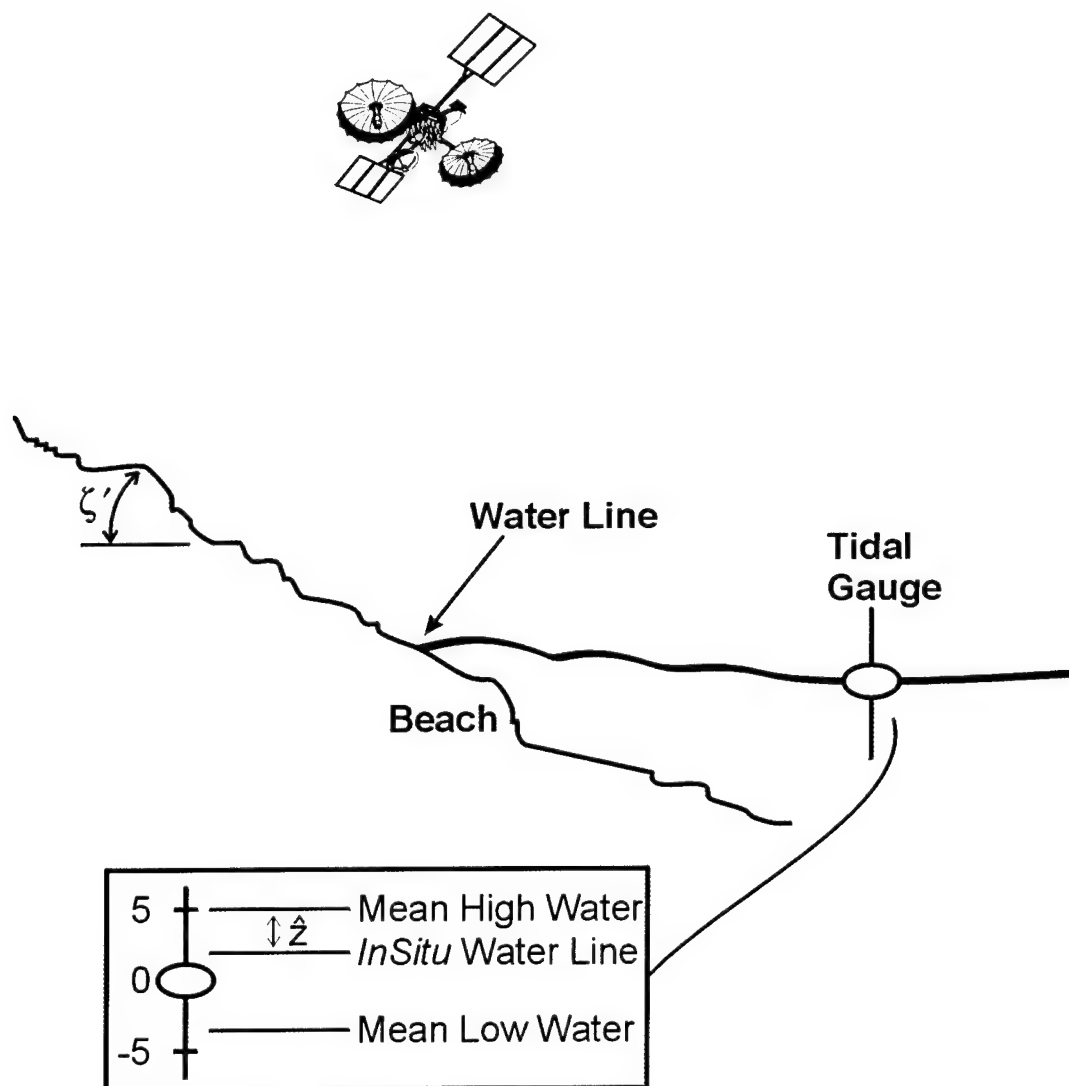 ζ′
Water Line
Tidal
Gauge
Beach
5
Mean High Water
ẑ
InSitu Water Line
0
Mean Low Water
-5